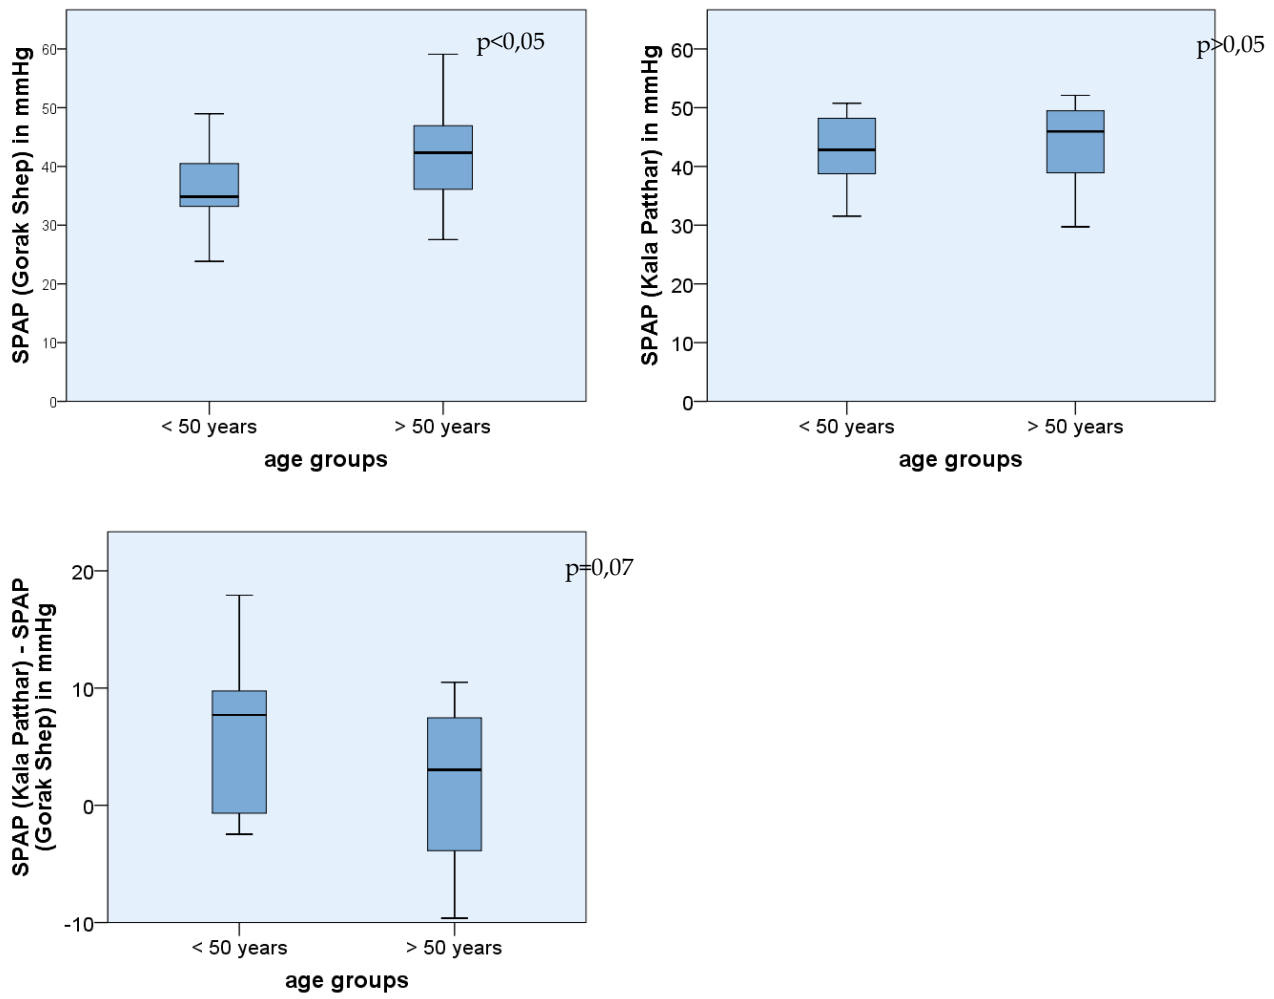 SPAP (Gorak Shep) in mmHg
60
50
40
30
20
10
0
p<0,05
< 50 years
> 50 years
age groups
SPAP (Kala Patthar) in mmHg
60
50
40
30
20
10
0
p>0,05
< 50 years
> 50 years
age groups
SPAP (Kala Patthar) - SPAP
(Gorak Shep) in mmHg
20
10
0
-10
p=0,07
< 50 years
> 50 years
age groups